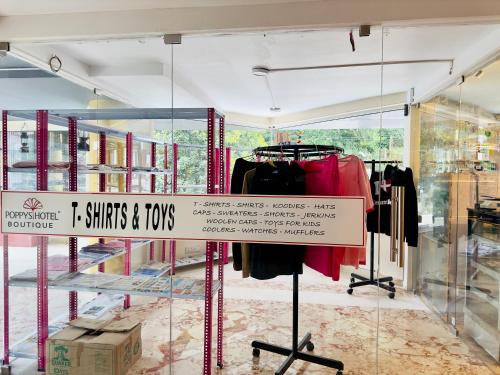 POPPYS HOTEL
BOUTIQUE
T- SHIRTS & TOYS
T - SHIRTS - SHIRTS - KOODIES - HATS
CAPS - SWEATERS - SHORTS - JERKINS
WOOLEN CAPS - TOYS FOR KIDS
COOLERS - WATCHES - MUFFLERS